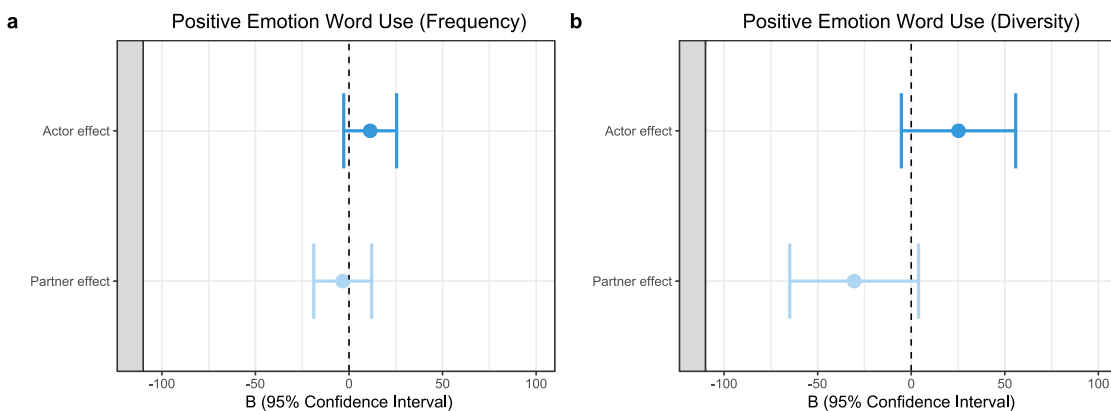 a
Positive Emotion Word Use (Frequency)
Actor effect
Partner effect
-100 -50 0 50 100
B (95% Confidence Interval)
b
Positive Emotion Word Use (Diversity)
Actor effect
Partner effect
-100 -50 0 50 100
B (95% Confidence Interval)